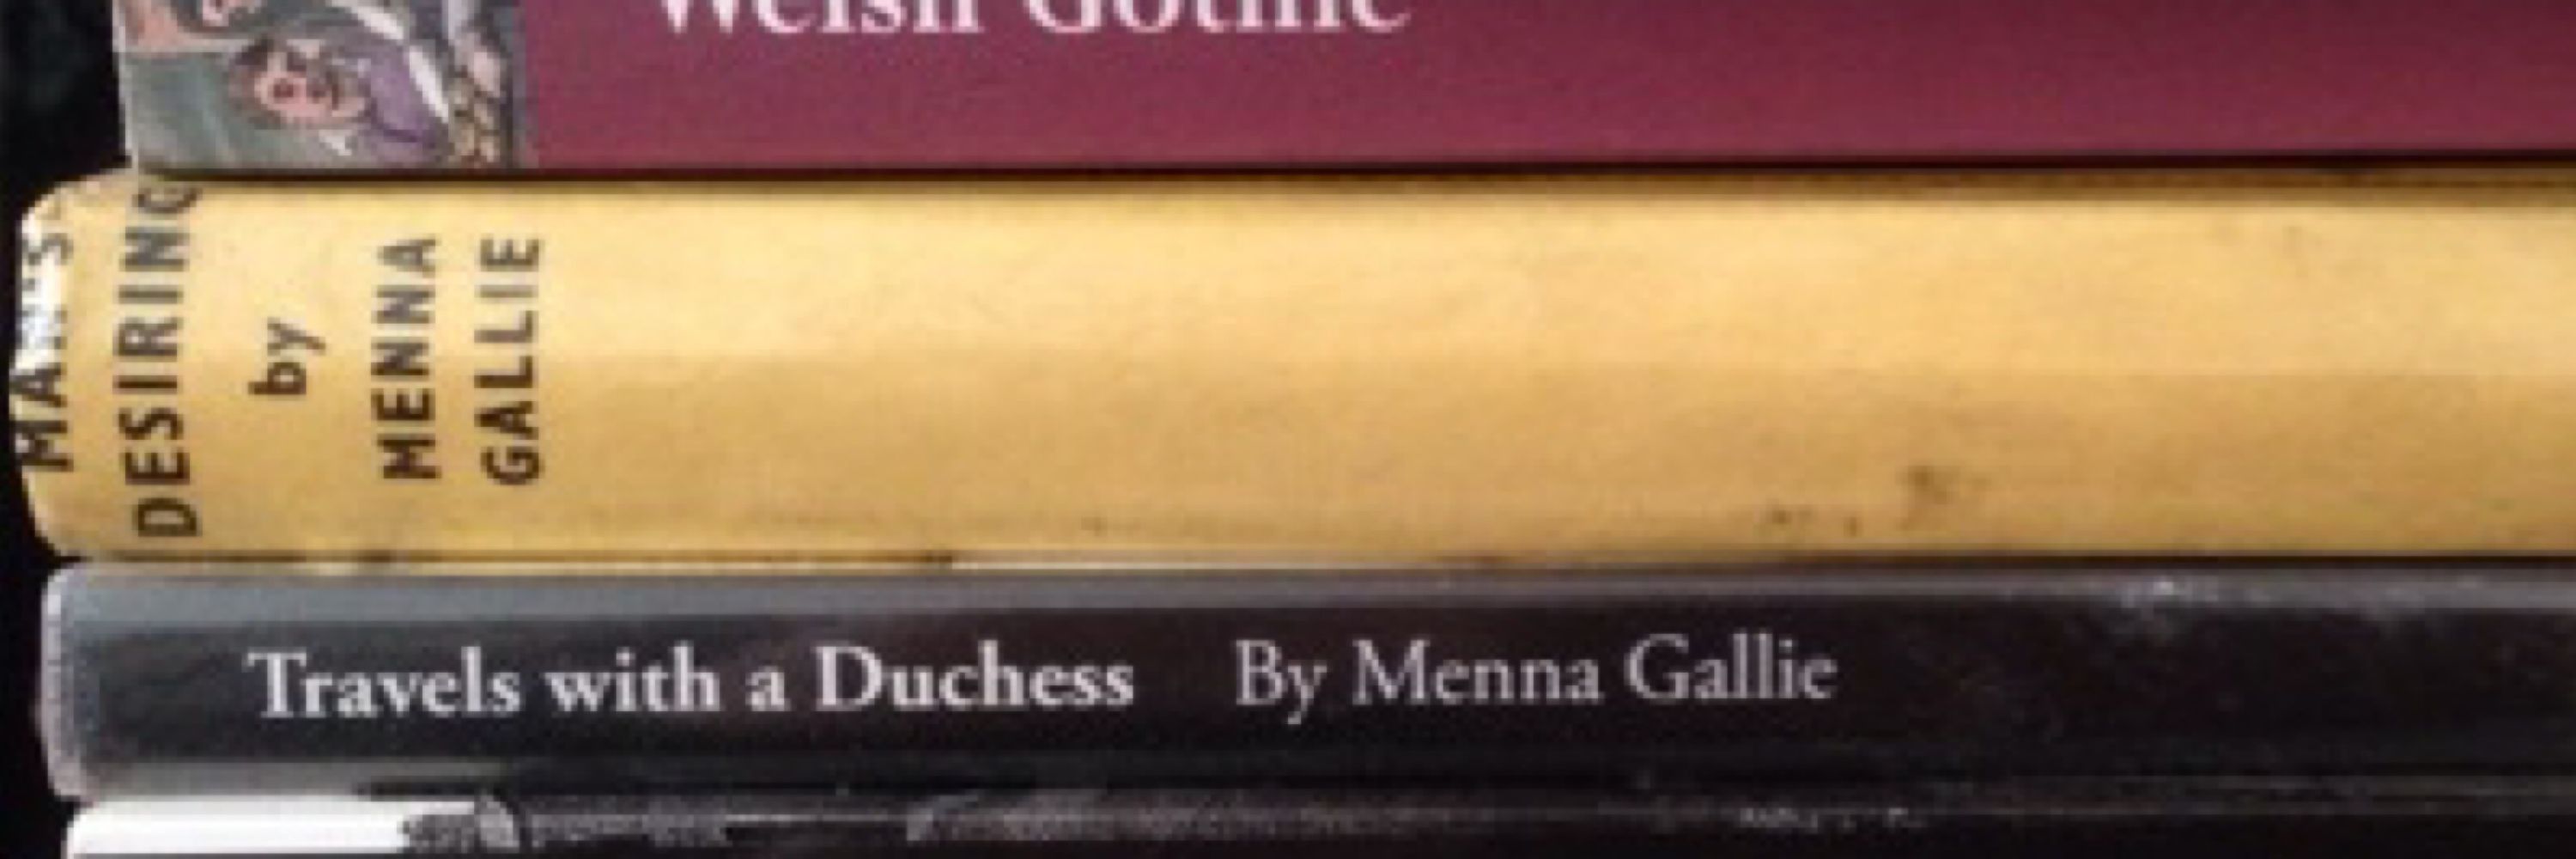 Welsh Gothic
MAN'S
DESIRING
by
MENNA
GALLIE
Travels with a Duchess By Menna Gallie